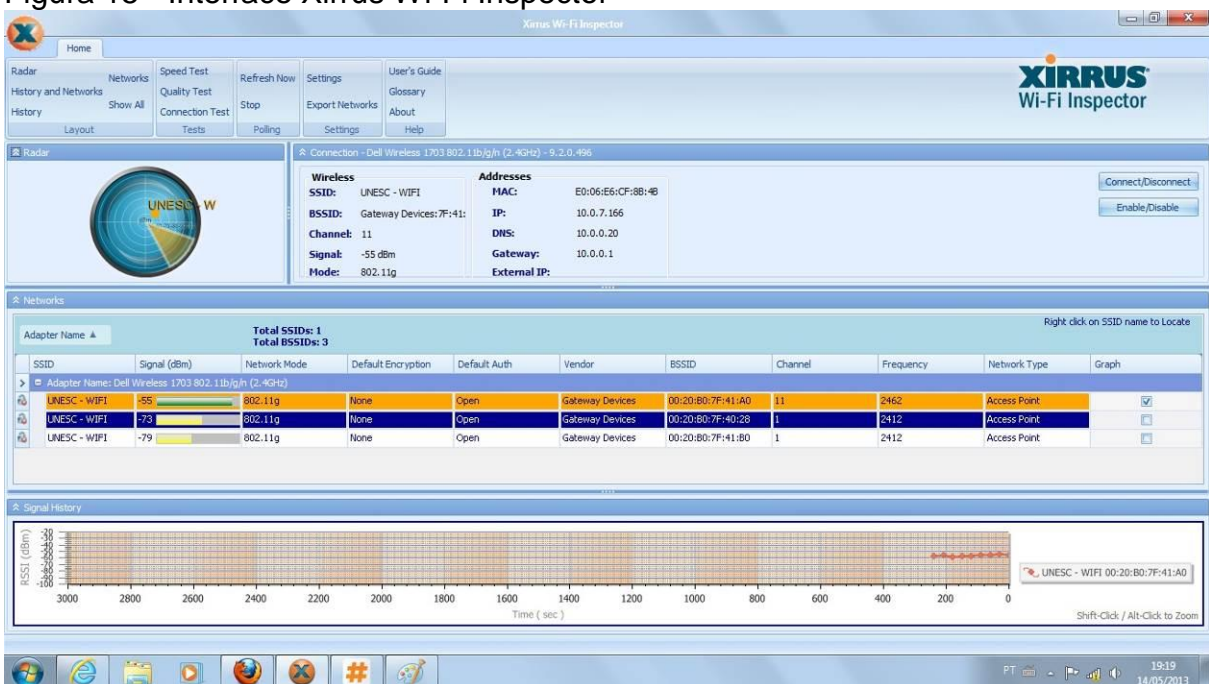 Figura 18 - Interface Xirrus Wi-Fi Inspector
Xirrus Wi-Fi Inspector
Home
Radar
History and Networks
History
Networks
Show All
Layout
Speed Test
Quality Test
Connection Test
Tests
Refresh Now
Stop
Polling
Settings
Export Networks
Settings
User's Guide
Glossary
About
Help
XIRRUS
Wi-Fi Inspector
Radar
UNESC - W
Connection - Dell Wireless 1703 802.11b/g/n (2.4GHz) - 9.2.0.496
Wireless
SSID: UNESC - WIFI
BSSID: Gateway Devices:7F:41:
Channel: 11
Signal: -55 dBm
Mode: 802.11g
Addresses
MAC: E0:06:E6:CF:8B:4B
IP: 10.0.7.166
DNS: 10.0.0.20
Gateway: 10.0.0.1
External IP:
Connect/Disconnect
Enable/Disable
Networks
Adapter Name
Total SSIDs: 1
Total BSSIDs: 3
Right click on SSID name to Locate
SSID Signal (dBm) Network Mode Default Encryption Default Auth Vendor BSSID Channel Frequency Network Type Graph
Adapter Name: Dell Wireless 1703 802.11b/g/n (2.4GHz)
UNESC - WIFI -55 802.11g None Open Gateway Devices 00:20:B0:7F:41:A0 11 2462 Access Point
UNESC - WIFI -73 802.11g None Open Gateway Devices 00:20:B0:7F:40:28 1 2412 Access Point
UNESC - WIFI -79 802.11g None Open Gateway Devices 00:20:B0:7F:41:B0 1 2412 Access Point
Signal History
RSSI (dBm)
-20
-30
-40
-50
-60
-70
-80
-90
-100
3000 2800 2600 2400 2200 2000 1800 1600 1400 1200 1000 800 600 400 200 0
Time ( sec )
UNESC - WIFI 00:20:B0:7F:41:A0
Shift-Click / Alt-Click to Zoom
PT
19:19
14/05/2013